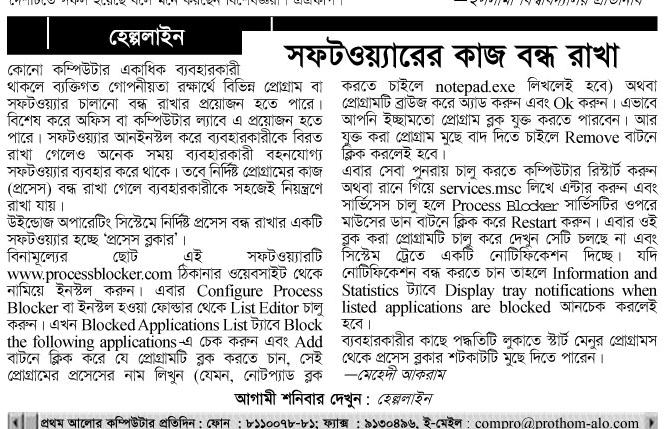 —ইসলামী বিশ্ববিদ্যালয় প্রতিনিধি
হেল্পলাইন
সফটওয়্যারের কাজ বন্ধ রাখা
কোনো কম্পিউটার একাধিক ব্যবহারকারী
থাকলে ব্যক্তিগত গোপনীয়তা রক্ষার্থে বিভিন্ন প্রোগ্রাম বা
সফটওয়্যার চালানো বন্ধ রাখার প্রয়োজন হতে পারে।
বিশেষ করে অফিস বা কম্পিউটার ল্যাবে এ প্রয়োজন হতে
পারে। সফটওয়্যার আনইনস্টল করে ব্যবহারকারীকে বিরত
রাখা গেলেও অনেক সময় ব্যবহারকারী বহনযোগ্য
সফটওয়্যার ব্যবহার করে থাকে। তবে নির্দিষ্ট প্রোগ্রামের কাজ
(প্রসেস) বন্ধ রাখা গেলে ব্যবহারকারীকে সহজেই নিয়ন্ত্রণে
রাখা যায়।
উইন্ডোজ অপারেটিং সিস্টেমে নির্দিষ্ট প্রসেস বন্ধ রাখার একটি
সফটওয়্যার হচ্ছে ‘প্রসেস ব্লকার’।
বিনামূল্যের ছোট এই সফটওয়্যারটি
www.processblocker.com ঠিকানার ওয়েবসাইট থেকে
নামিয়ে ইনস্টল করুন। এবার Configure Process
Blocker বা ইনস্টল হওয়া ফোল্ডার থেকে List Editor চালু
করুন। এখন Blocked Applications List ট্যাবে Block
the following applications-এ চেক করুন এবং Add
বাটনে ক্লিক করে যে প্রোগ্রামটি ব্লক করতে চান, সেই
প্রোগ্রামের প্রসেসের নাম লিখুন (যেমন, নোটপ্যাড ব্লক
করতে চাইলে notepad.exe লিখলেই হবে) অথবা
প্রোগ্রামটি ব্রাউজ করে অ্যাড করুন এবং Ok করুন। এভাবে
আপনি ইচ্ছামতো প্রোগ্রাম ব্লক যুক্ত করতে পারবেন। আর
যুক্ত করা প্রোগ্রাম মুছে বাদ দিতে চাইলে Remove বাটনে
ক্লিক করলেই হবে।
এবার সেবা পুনরায় চালু করতে কম্পিউটার রিস্টার্ট করুন
অথবা রানে গিয়ে services.msc লিখে এন্টার করুন এবং
সার্ভিসেস চালু হলে Process Blocker সার্ভিসটির ওপরে
মাউসের ডান বাটনে ক্লিক করে Restart করুন। এবার ওই
ব্লক করা প্রোগ্রামটি চালু করে দেখুন সেটি চলছে না এবং
সিস্টেম ট্রেতে একটি নোটিফিকেশন দিচ্ছে। যদি
নোটিফিকেশন বন্ধ করতে চান তাহলে Information and
Statistics ট্যাবে Display tray notifications when
listed applications are blocked আনচেক করলেই
হবে।
ব্যবহারকারীর কাছে পদ্ধতিটি লুকাতে স্টার্ট মেনুর প্রোগ্রামস
থেকে প্রসেস ব্লকার শর্টকাটটি মুছে দিতে পারেন।
—মেহেদী আকরাম
আগামী শনিবার দেখুন : হেল্পলাইন
প্রথম আলোর কম্পিউটার প্রতিদিন : ফোন : ৮১১০০৭৮-৮১; ফ্যাক্স : ৯১৩০৪৯৬, ই-মেইল : compro@prothom-alo.com